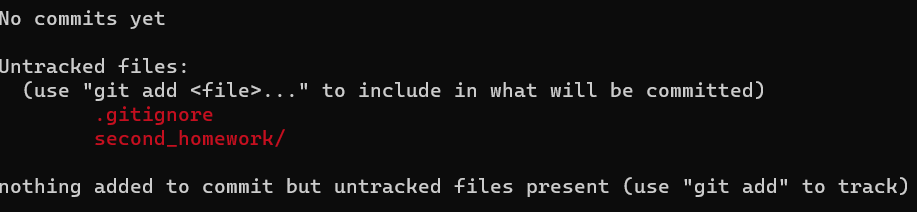 No commits yet
Untracked files:
(use "git add <file>..." to include in what will be committed)
.gitignore
second_homework/
nothing added to commit but untracked files present (use "git add" to track)